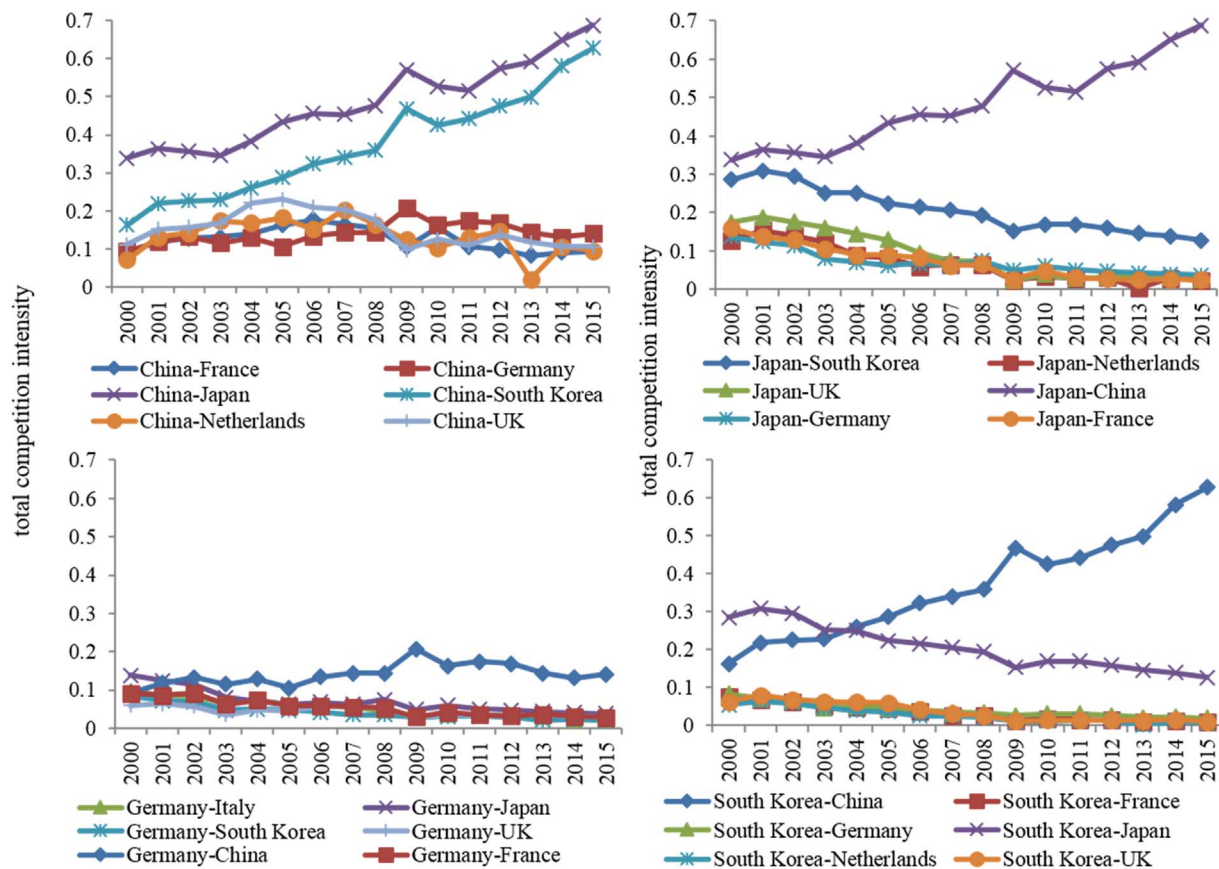 total competition intensity
0.7
0.6
0.5
0.4
0.3
0.2
0.1
0
2000 2001 2002 2003 2004 2005 2006 2007 2008 2009 2010 2011 2012 2013 2014 2015
China-France China-Germany
China-Japan China-South Korea
China-Netherlands China-UK
total competition intensity
0.7
0.6
0.5
0.4
0.3
0.2
0.1
0
2000 2001 2002 2003 2004 2005 2006 2007 2008 2009 2010 2011 2012 2013 2014 2015
Japan-South Korea Japan-Netherlands
Japan-UK Japan-China
Japan-Germany Japan-France
0.7
0.6
0.5
0.4
0.3
0.2
0.1
0
2000 2001 2002 2003 2004 2005 2006 2007 2008 2009 2010 2011 2012 2013 2014 2015
Germany-Italy Germany-Japan
Germany-South Korea Germany-UK
Germany-China Germany-France
0.7
0.6
0.5
0.4
0.3
0.2
0.1
0
2000 2001 2002 2003 2004 2005 2006 2007 2008 2009 2010 2011 2012 2013 2014 2015
South Korea-China South Korea-France
South Korea-Germany South Korea-Japan
South Korea-Netherlands South Korea-UK